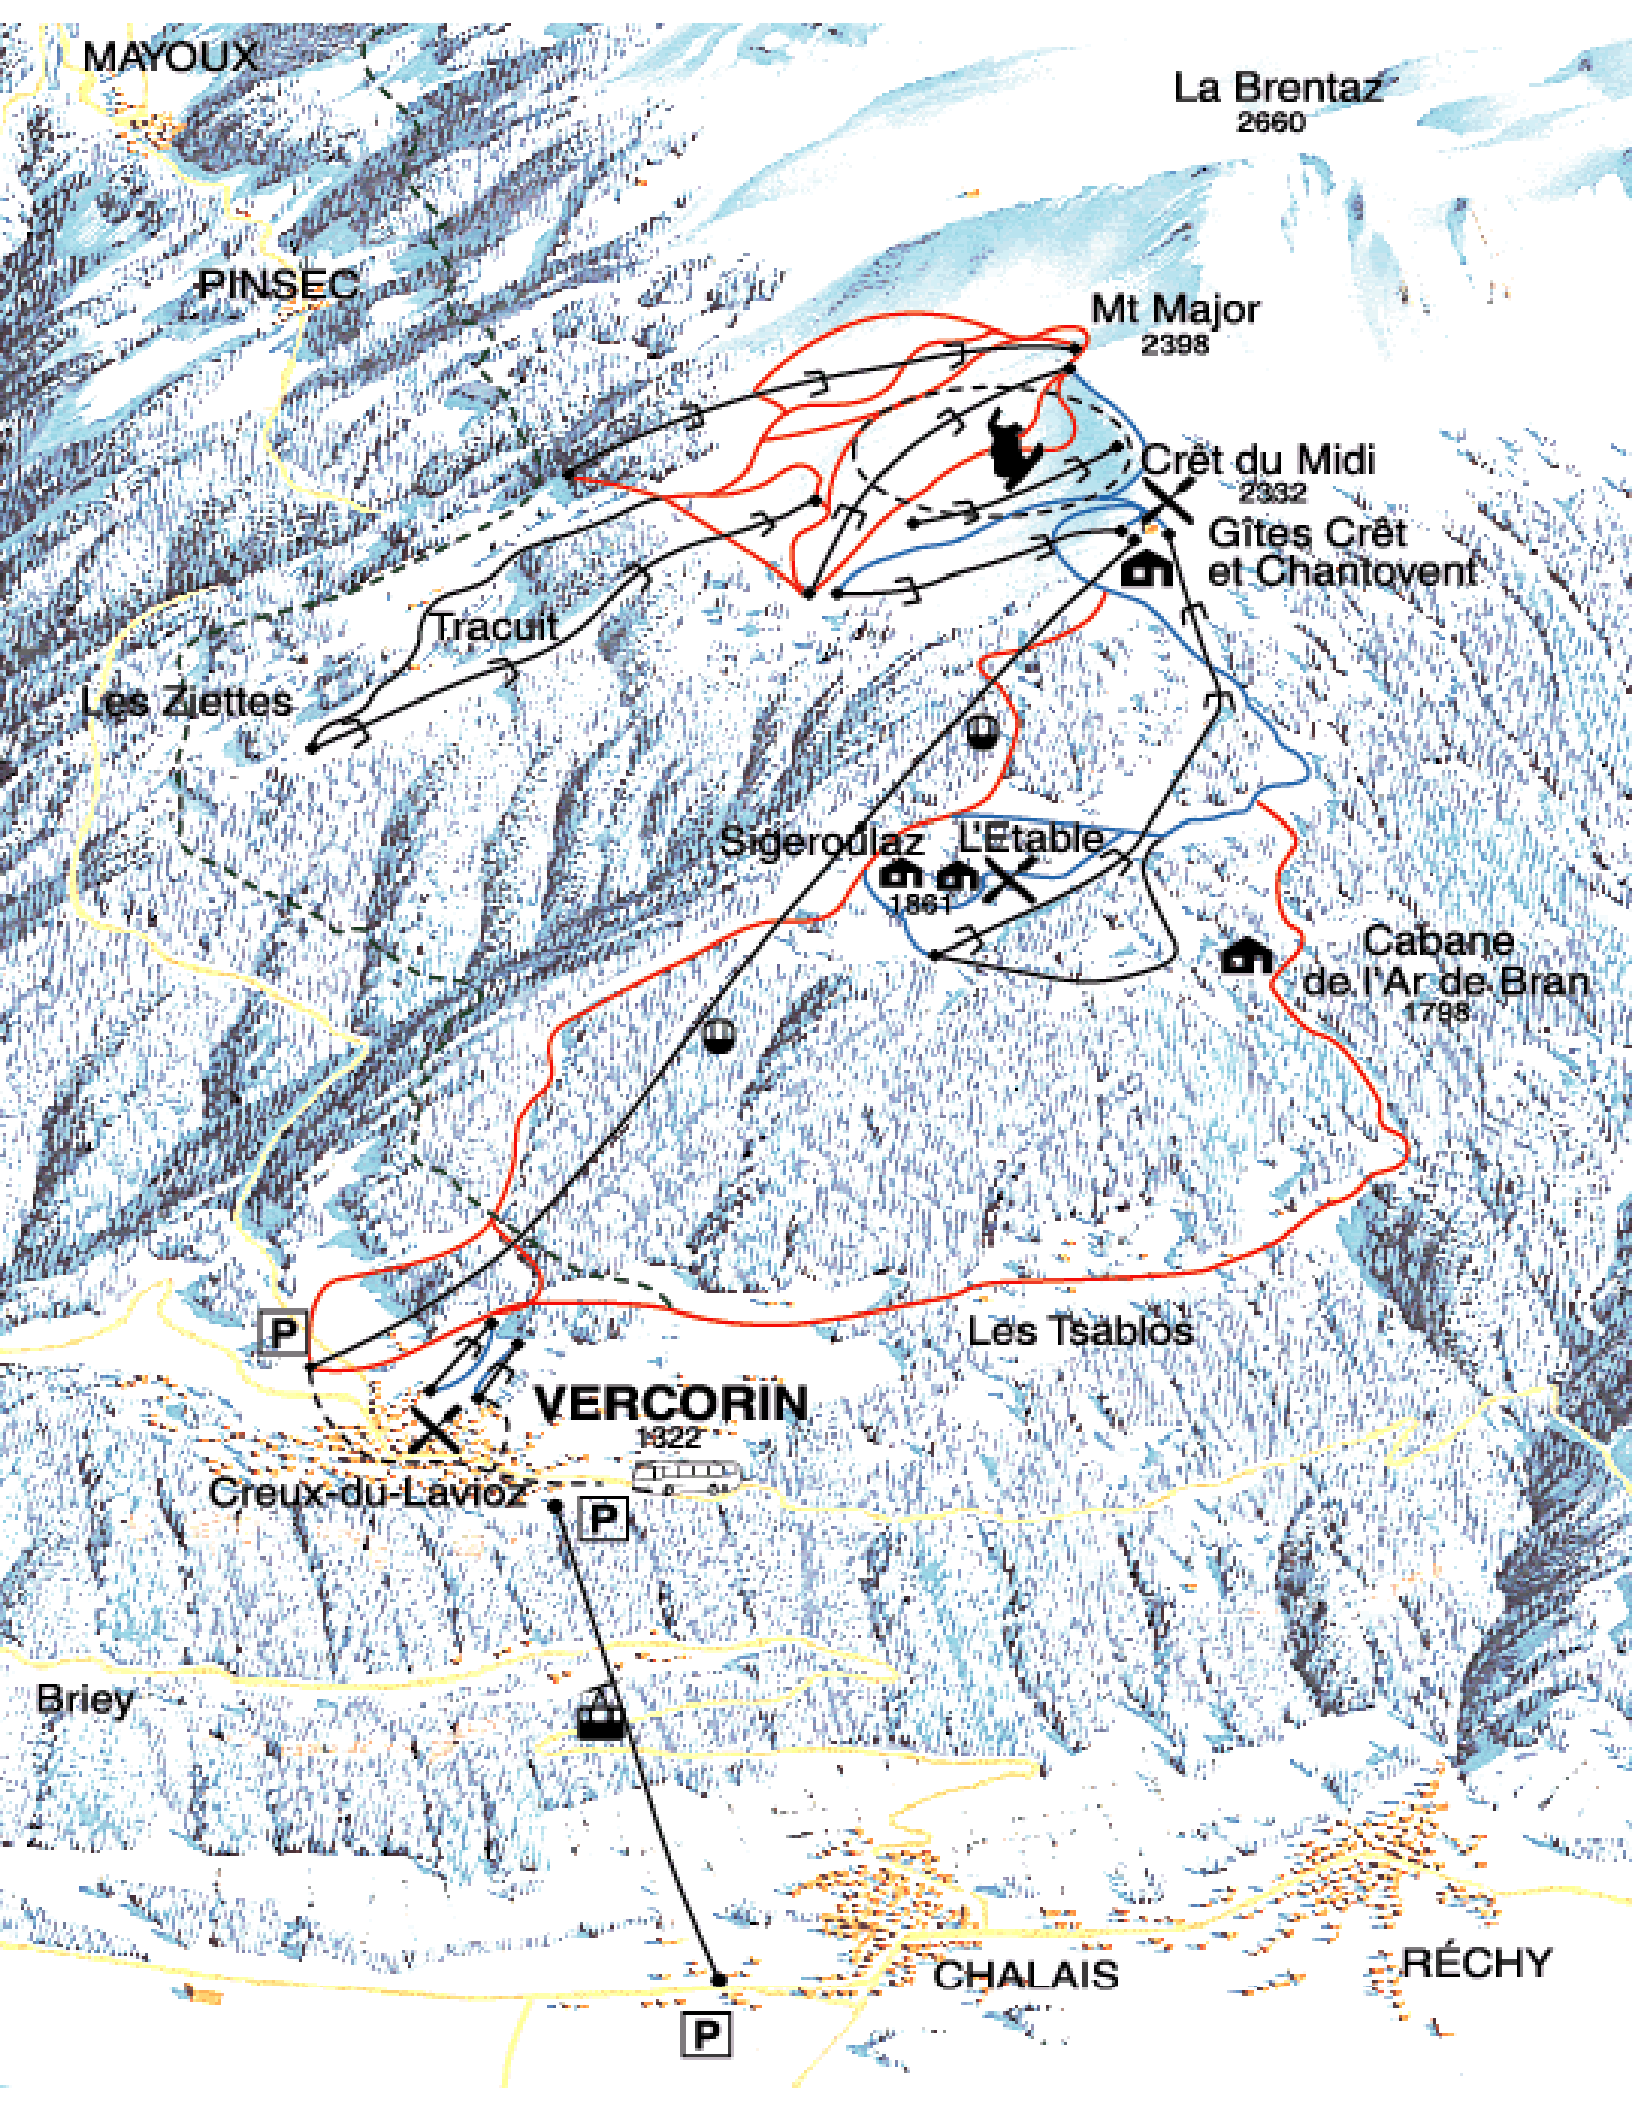 MAYOUX
La Brentaz
2660
PINSEC
Mt Major
2398
Crêt du Midi
2332
Gîtes Crêt
et Chantovent
Tracuit
Les Ziettes
Sigeroulaz
L'Etable
1861
Cabane
de l'Ar de Bran
1798
P
Les Tsablos
VERCORIN
1322
Creux-du-Lavioz
P
Briey
CHALAIS
RÉCHY
P